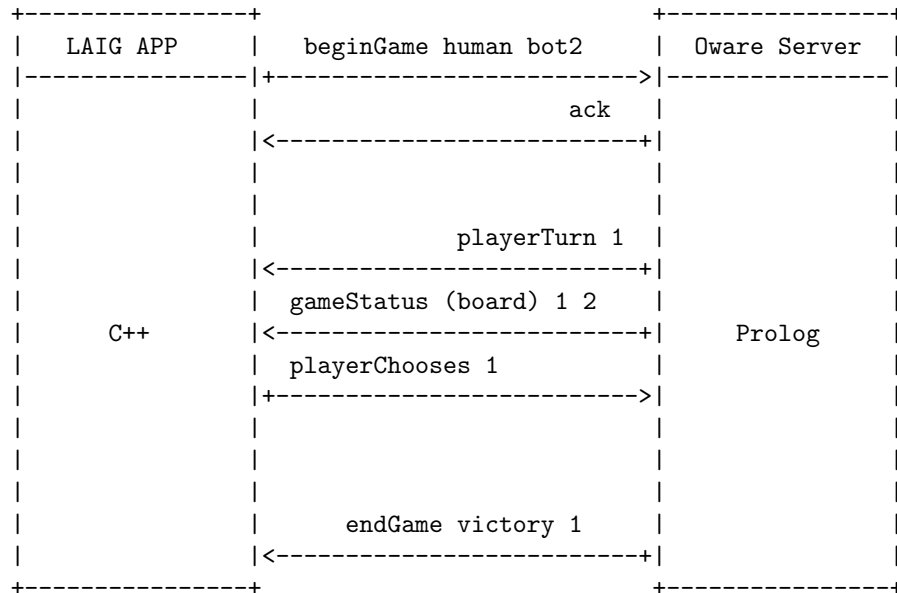 LAIG APP beginGame human bot2 Oware Server
ack
playerTurn 1
gameStatus (board) 1 2
C++ Prolog
playerChooses 1
endGame victory 1